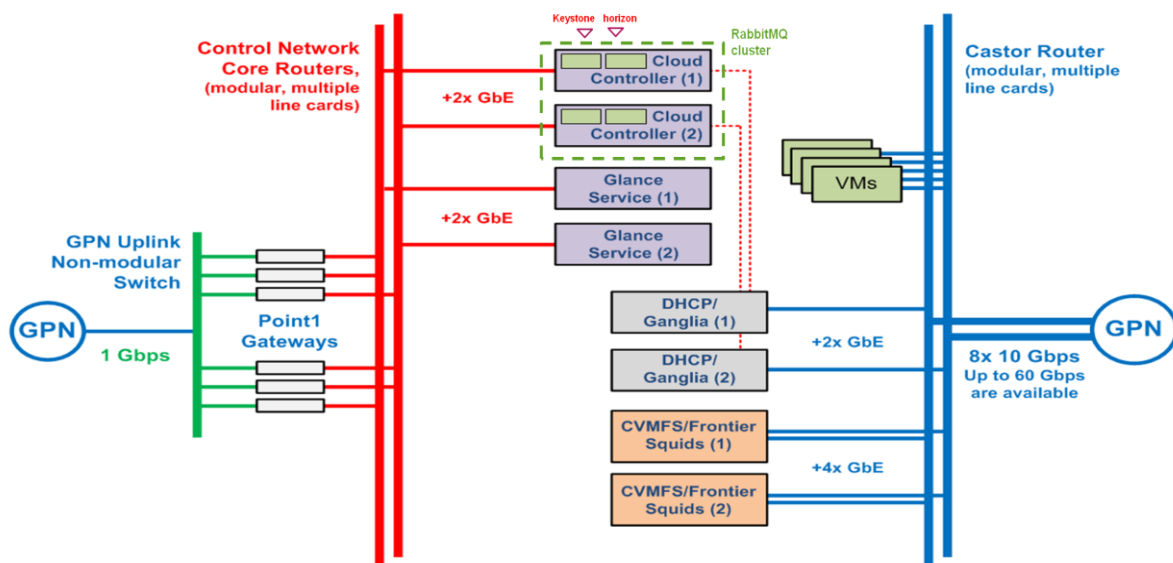 Keystone horizon
RabbitMQ
cluster
Control Network
Core Routers,
(modular, multiple
line cards)
+2x GbE
Cloud
Controller (1)
Cloud
Controller (2)
Castor Router
(modular, multiple
line cards)
VMs
Glance
Service (1)
+2x GbE
Glance
Service (2)
GPN Uplink
Non-modular
Switch
GPN
1 Gbps
Point1
Gateways
DHCP/
Ganglia (1)
+2x GbE
DHCP/
Ganglia (2)
GPN
8x 10 Gbps
Up to 60 Gbps
are available
CVMFS/Frontier
Squids (1)
+4x GbE
CVMFS/Frontier
Squids (2)